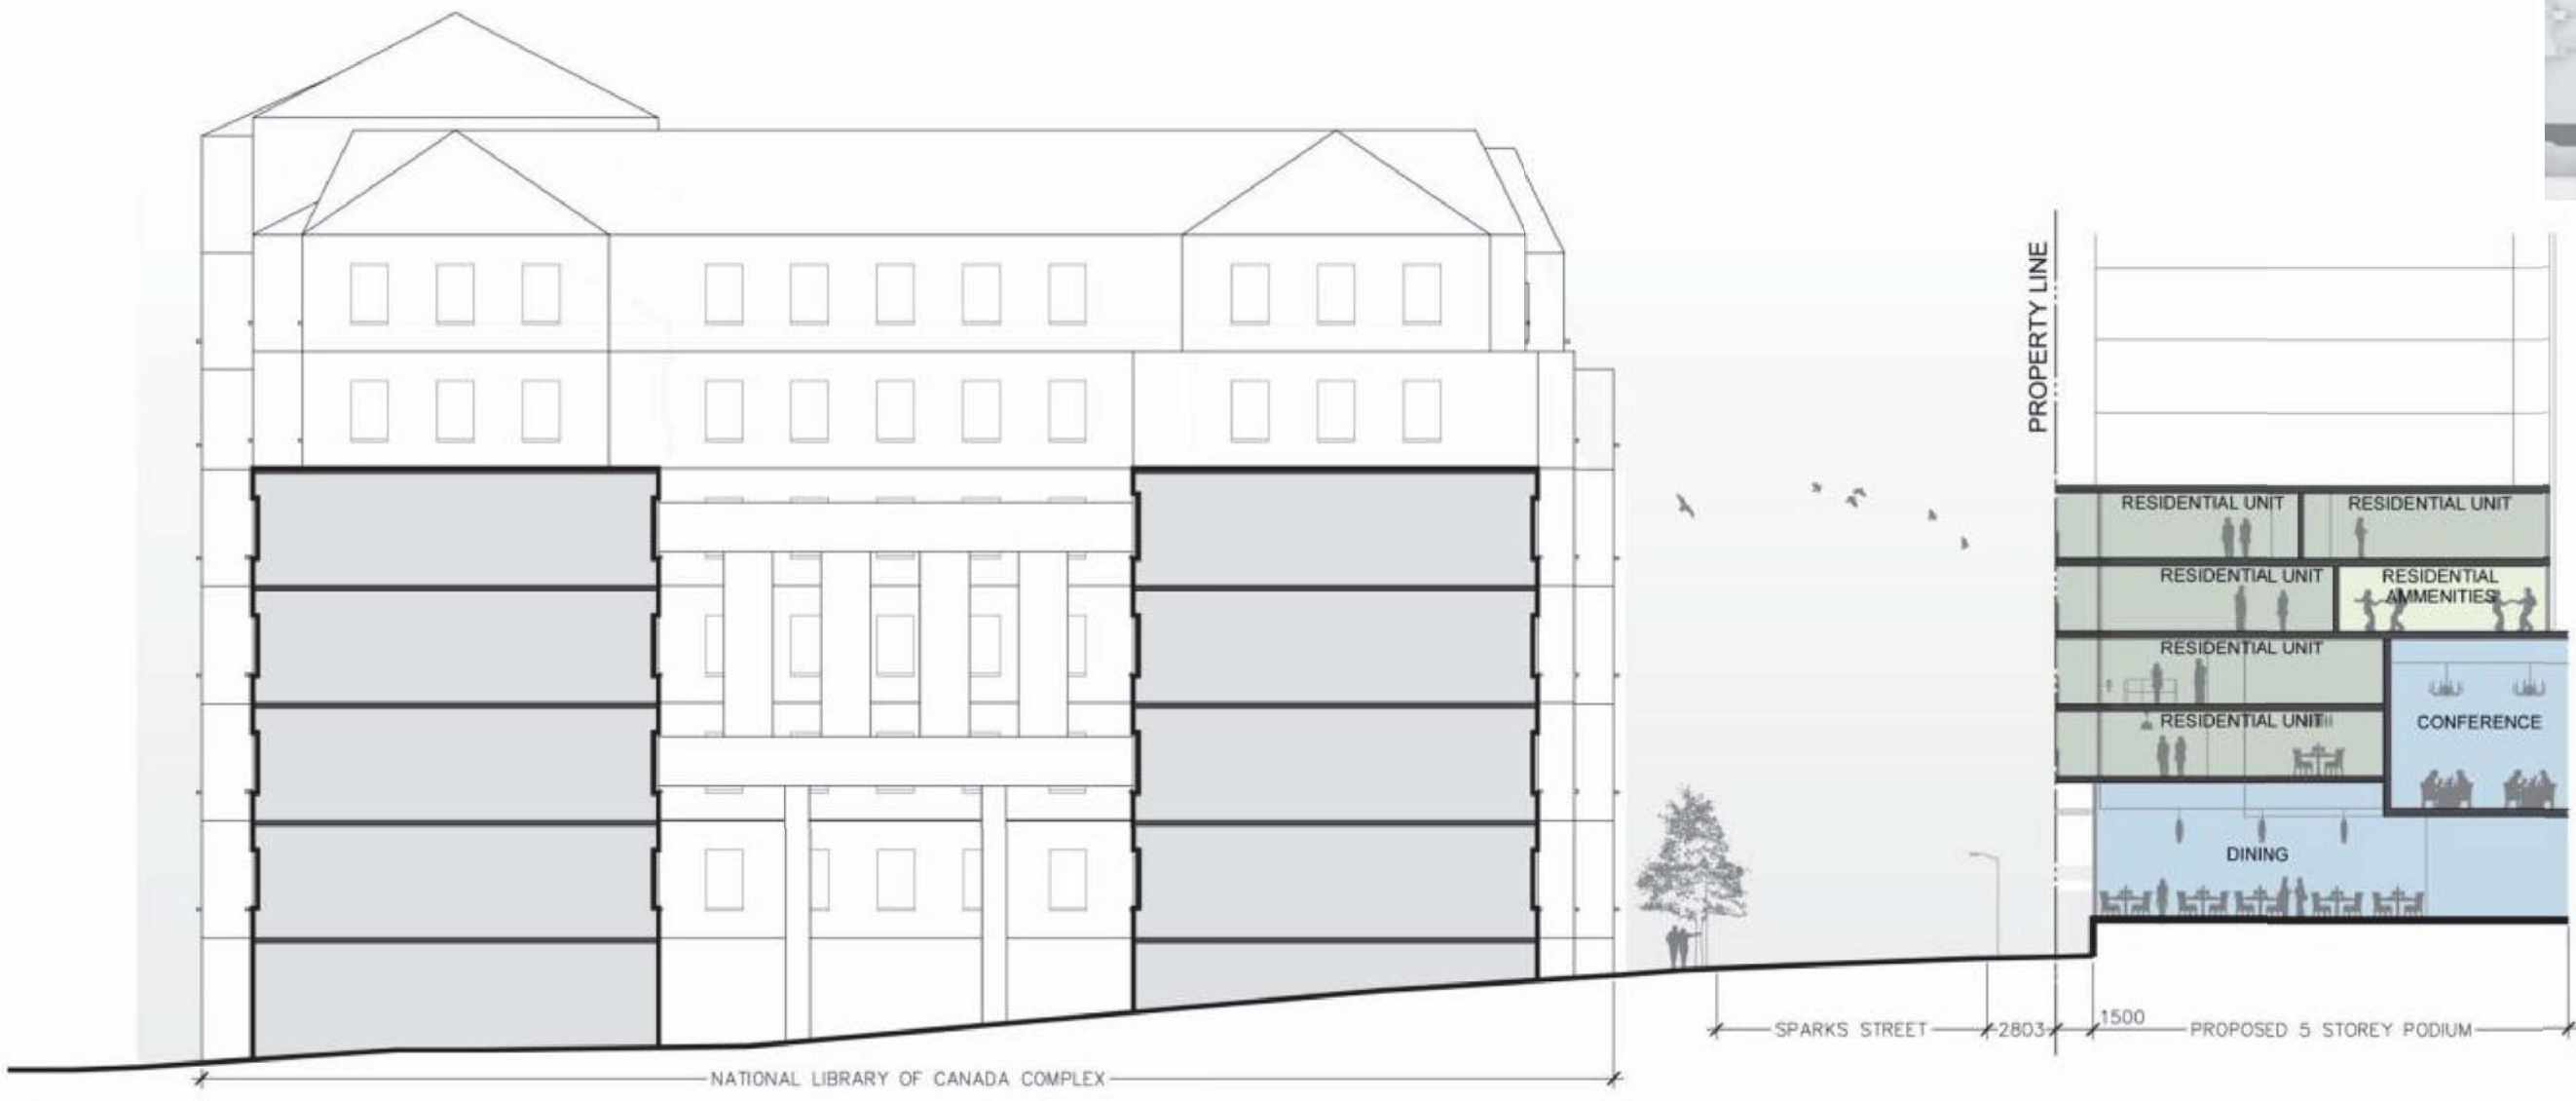 PROPERTY LINE
RESIDENTIAL UNIT
RESIDENTIAL UNIT
RESIDENTIAL UNIT
RESIDENTIAL
AMMENITIES
RESIDENTIAL UNIT
RESIDENTIAL UNIT
CONFERENCE
DINING
SPARKS STREET
2803
1500
PROPOSED 5 STOREY PODIUM
NATIONAL LIBRARY OF CANADA COMPLEX